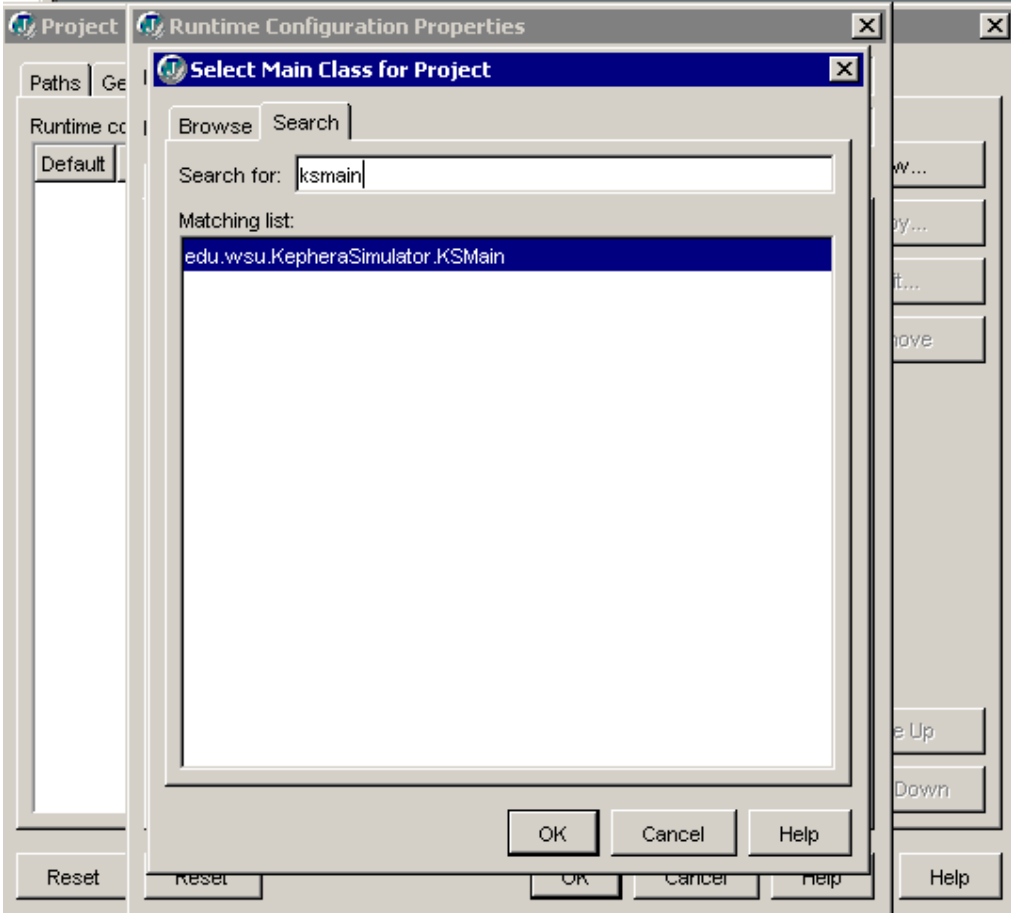 Project
Runtime Configuration Properties
Select Main Class for Project
Paths
Ge
Browse
Search
Runtime co
Default
Search for: ksmain
Matching list:
edu.wsu.KepheraSimulator.KSMain
w...
py...
it...
nove
e Up
Down
OK
Cancel
Help
Reset
Reset
OK
Cancel
Help
Help